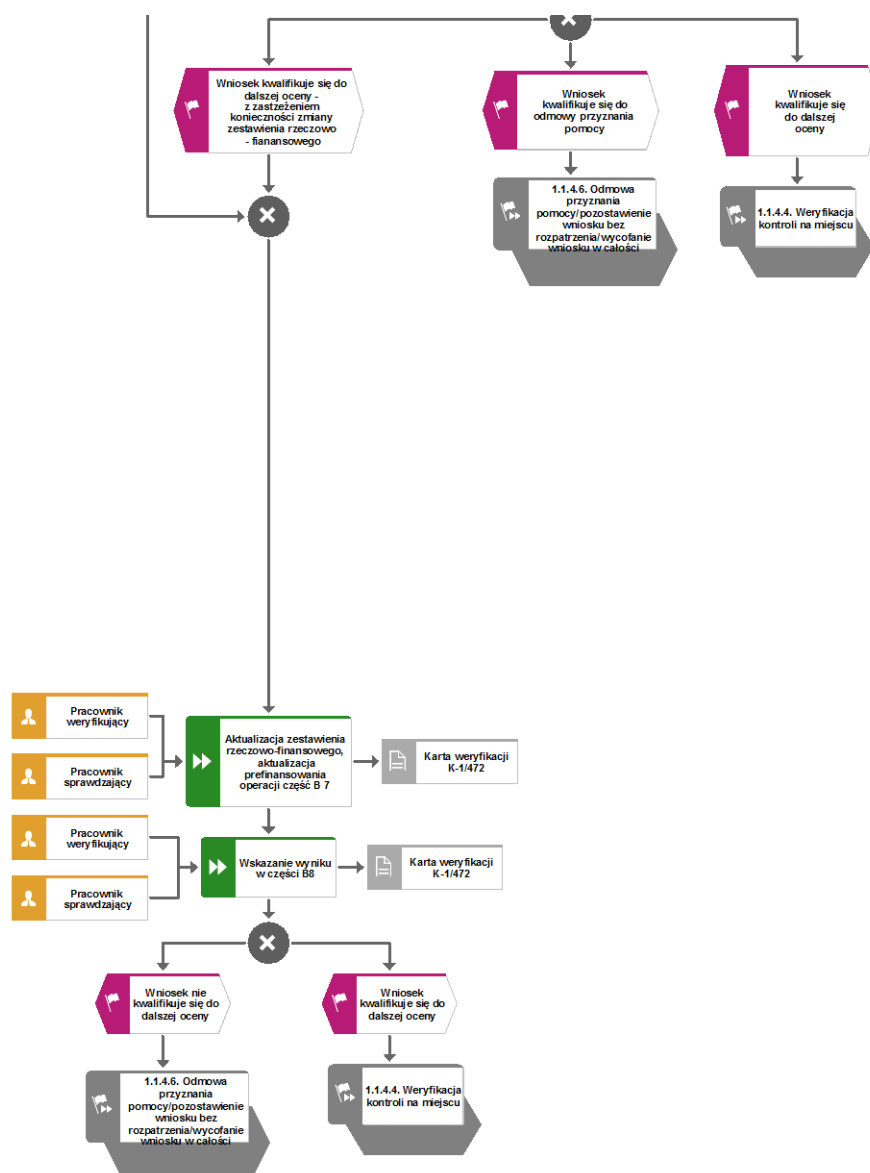 Wniosek kwalifikuje się do
dalszej oceny -
z zastzeżeniem
konieczności zmiany
zestawienia rzeczowo
- fianansowego
Wniosek
kwalifikuje się do
odmowy przyznania
pomocy
Wniosek
kwalifikuje się
do dalszej
oceny
1.1.4.6. Odmowa
przyznania
pomocy/pozostawienie
wniosku bez
rozpatrzenia/wycofanie
wniosku w całości
1.1.4.4. Weryfikacja
kontroli na miejscu
Pracownik
weryfikujący
Pracownik
sprawdzający
Aktualizacja zestawienia
rzeczowo-finansowego,
aktualizacja
prefinansowania
operacji część B 7
Karta weryfikacji
K-1/472
Pracownik
weryfikujący
Pracownik
sprawdzający
Wskazanie wyniku
w części B8
Karta weryfikacji
K-1/472
Wniosek nie
kwalifikuje się do
dalszej oceny
Wniosek
kwalifikuje się do
dalszej oceny
1.1.4.6. Odmowa
przyznania
pomocy/pozostawienie
wniosku bez
rozpatrzenia/wycofanie
wniosku w całości
1.1.4.4. Weryfikacja
kontroli na miejscu